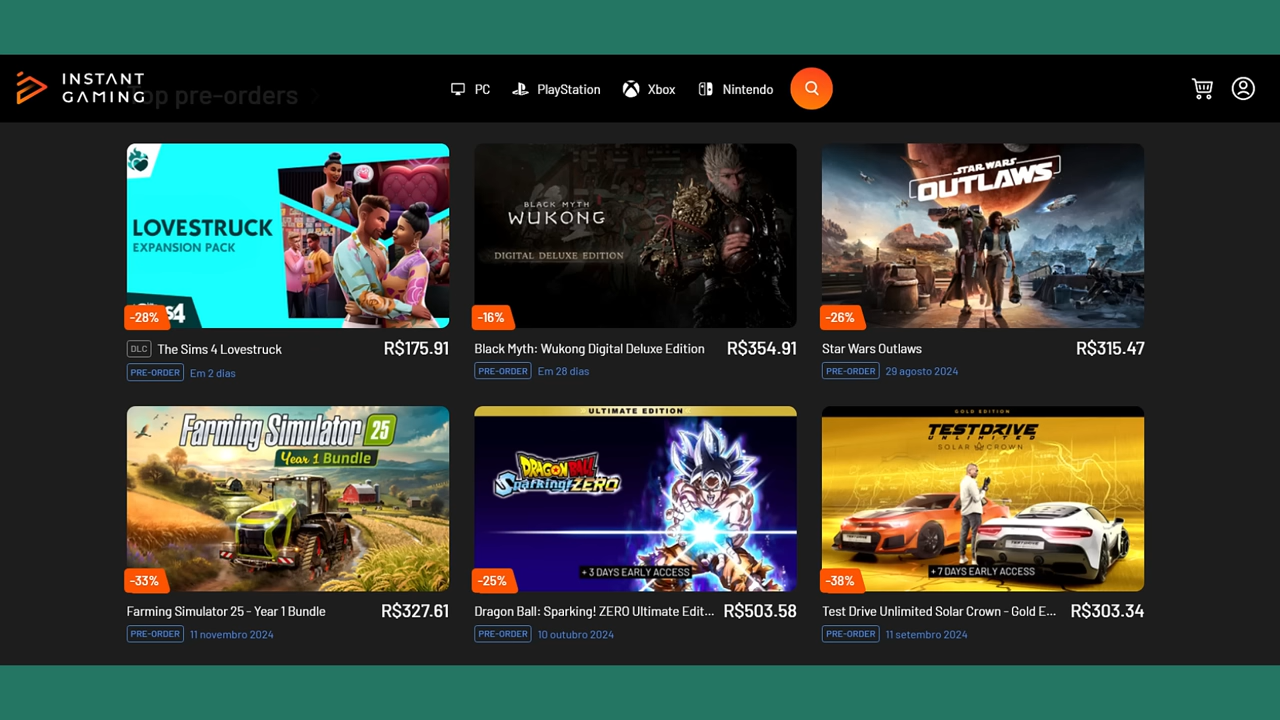 INSTANT
GAMING
Top pre-orders
PC
PlayStation
Xbox
Nintendo
LOVESTRUCK
EXPANSION PACK
S4
-28%
DLC
The Sims 4 Lovestruck
R$175.91
PRE-ORDER
Em 2 dias
BLACK MYTH
WUKONG
DIGITAL DELUXE EDITION
-16%
Black Myth: Wukong Digital Deluxe Edition
R$354.91
PRE-ORDER
Em 28 dias
STAR WARS
OUTLAWS
-26%
Star Wars Outlaws
R$315.47
PRE-ORDER
29 agosto 2024
Farming Simulator 25
Year 1 Bundle
-33%
Farming Simulator 25 - Year 1 Bundle
R$327.61
PRE-ORDER
11 novembro 2024
ULTIMATE EDITION
DRAGON BALL
Sparking! ZERO
+ 3 DAYS EARLY ACCESS
-25%
Dragon Ball: Sparking! ZERO Ultimate Edit...
R$503.58
PRE-ORDER
10 outubro 2024
GOLD EDITION
TEST DRIVE
UNLIMITED
SOLAR CROWN
+ 7 DAYS EARLY ACCESS
-38%
Test Drive Unlimited Solar Crown - Gold E...
R$303.34
PRE-ORDER
11 setembro 2024